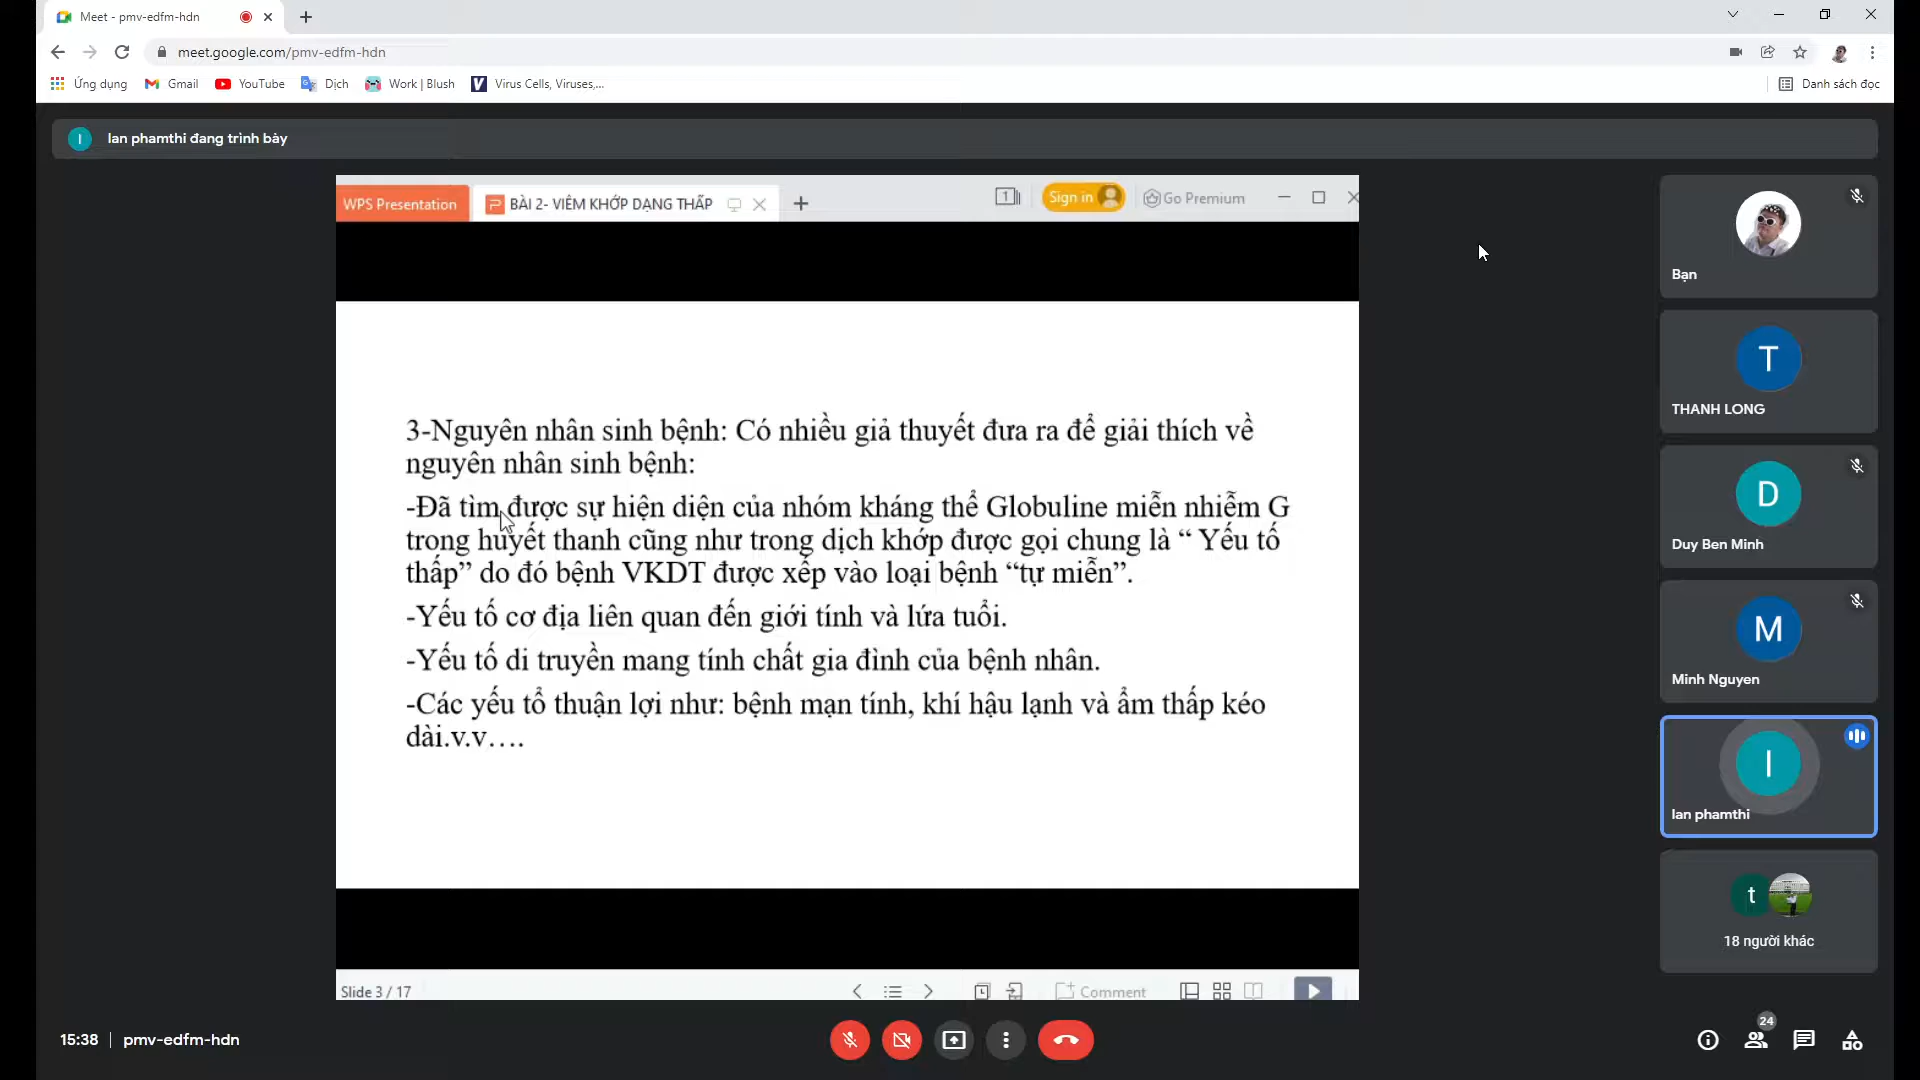 Meet - pmv-edfm-hdn
meet.google.com/pmv-edfm-hdn
Ứng dụng
Gmail
YouTube
Dịch
Work | Blush
Virus Cells, Viruses,...
Danh sách đọc
I
lan phamthi đang trình bày
WPS Presentation
BÀI 2- VIÊM KHỚP DẠNG THẤP
1
Sign in
Go Premium
3-Nguyên nhân sinh bệnh: Có nhiều giả thuyết đưa ra để giải thích về
nguyên nhân sinh bệnh:
-Đã tìm được sự hiện diện của nhóm kháng thể Globuline miễn nhiễm G
trong huyết thanh cũng như trong dịch khớp được gọi chung là “ Yếu tố
thấp” do đó bệnh VKDT được xếp vào loại bệnh “tự miễn”.
-Yếu tố cơ địa liên quan đến giới tính và lứa tuổi.
-Yếu tố di truyền mang tính chất gia đình của bệnh nhân.
-Các yếu tổ thuận lợi như: bệnh mạn tính, khí hậu lạnh và ẩm thấp kéo
dài.v.v….
Slide 3 / 17
Comment
Bạn
T
THANH LONG
D
Duy Ben Minh
M
Minh Nguyen
I
lan phamthi
t
18 người khác
15:38 | pmv-edfm-hdn
24